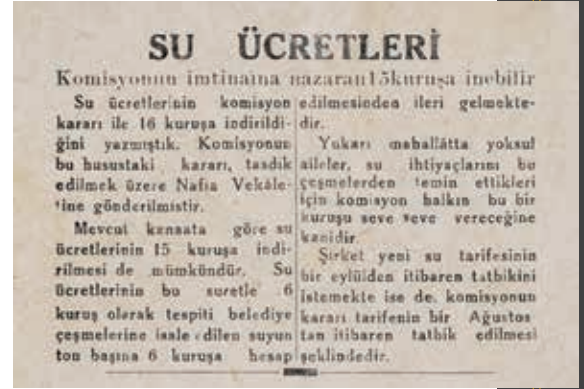 SU ÜCRETLERİ
Komisyonun imtinaına nazaran 15 kuruşa inebilir
Su ücretlerinin komisyon
kararı ile 16 kuruşa indirildi-
ğini yazmıştık. Komisyonun
bu husustaki kararı, tasdik
edilmek üzere Nafia Vekâle-
tine gönderilmistir.
Mevcut kanaata göre su
ücretlerinin 15 kuruşa indi-
rilmesi de mümkündür. Su
ücretlerinin bu suretle 6
kuruş olarak tespiti belediye
çeşmelerine isale edilen suyun
ton başına 6 kuruşa hesap
edilmesinden ileri gelmekte-
dir.
Yukarı mahallâtta yoksul
aileler, su ihtiyaçlarını bu
çeşmelerden temin ettikleri
için komisyon halkın bu bir
kuruşu seve seve vereceğine
kanidir.
Şirket yeni su tarifesinin
bir eylülden itibaren tatbikini
istemekte ise de, komisyonun
kararı tarifenin bir Ağustos
tan itibaren tatbik edilmesi
şeklindedir.